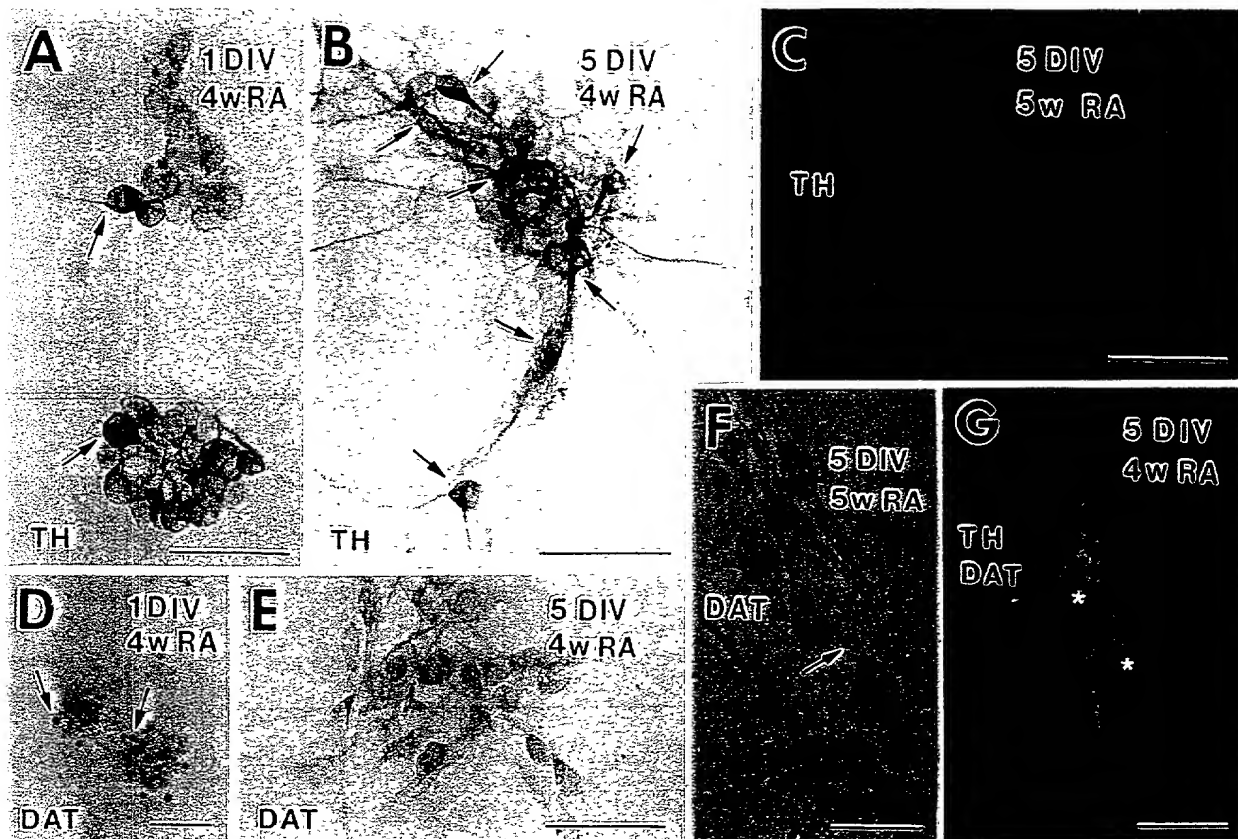 A
1 DIV
4w RA
TH
B
5 DIV
4w RA
TH
C
5 DIV
5w RA
TH
D
1 DIV
4w RA
DAT
E
5 DIV
4w RA
DAT
F
5 DIV
5w RA
DAT
G
5 DIV
4w RA
TH
DAT
*
*